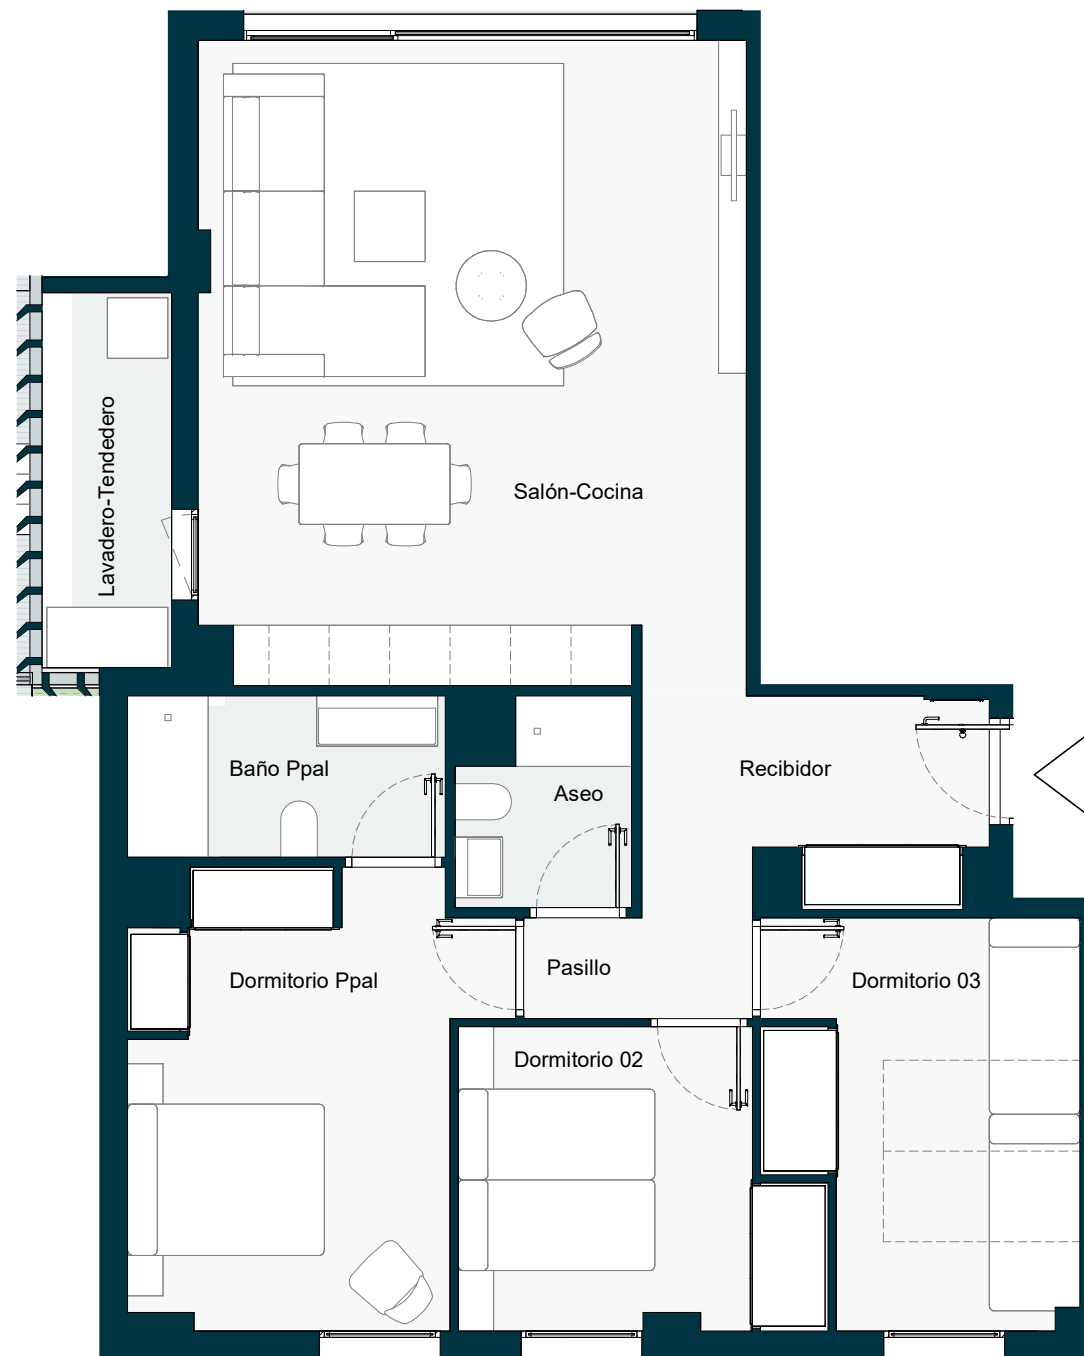 Salón-Cocina
Lavadero-Tendedero
Baño Ppal
Aseo
Recibidor
Dormitorio Ppal
Pasillo
Dormitorio 03
Dormitorio 02